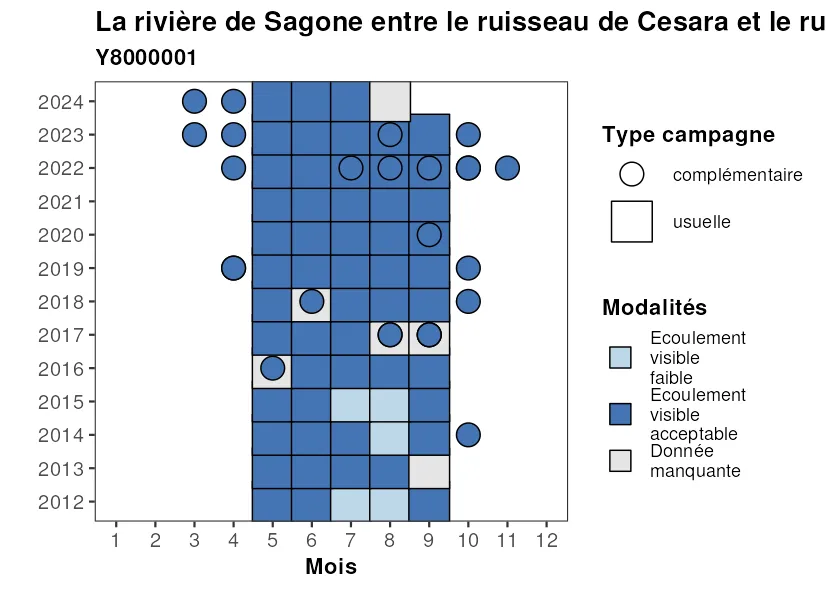 La rivière de Sagone entre le ruisseau de Cesara et le ru
Y8000001
2024
2023
2022
2021
2020
2019
2018
2017
2016
2015
2014
2013
2012
1 2 3 4 5 6 7 8 9 10 11 12
Mois
Type campagne
complémentaire
usuelle
Modalités
Ecoulement
visible
faible
Ecoulement
visible
acceptable
Donnée
manquante